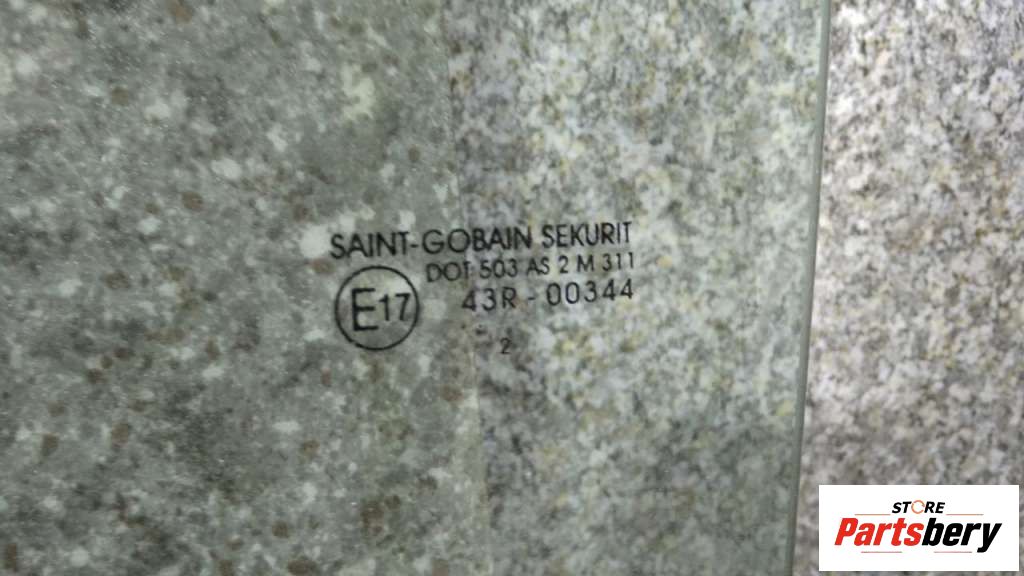 SAINT-GOBAIN SEKURIT
DOT 503 AS 2 M 311
E17
43R - 00344
2
STORE
Partsbery